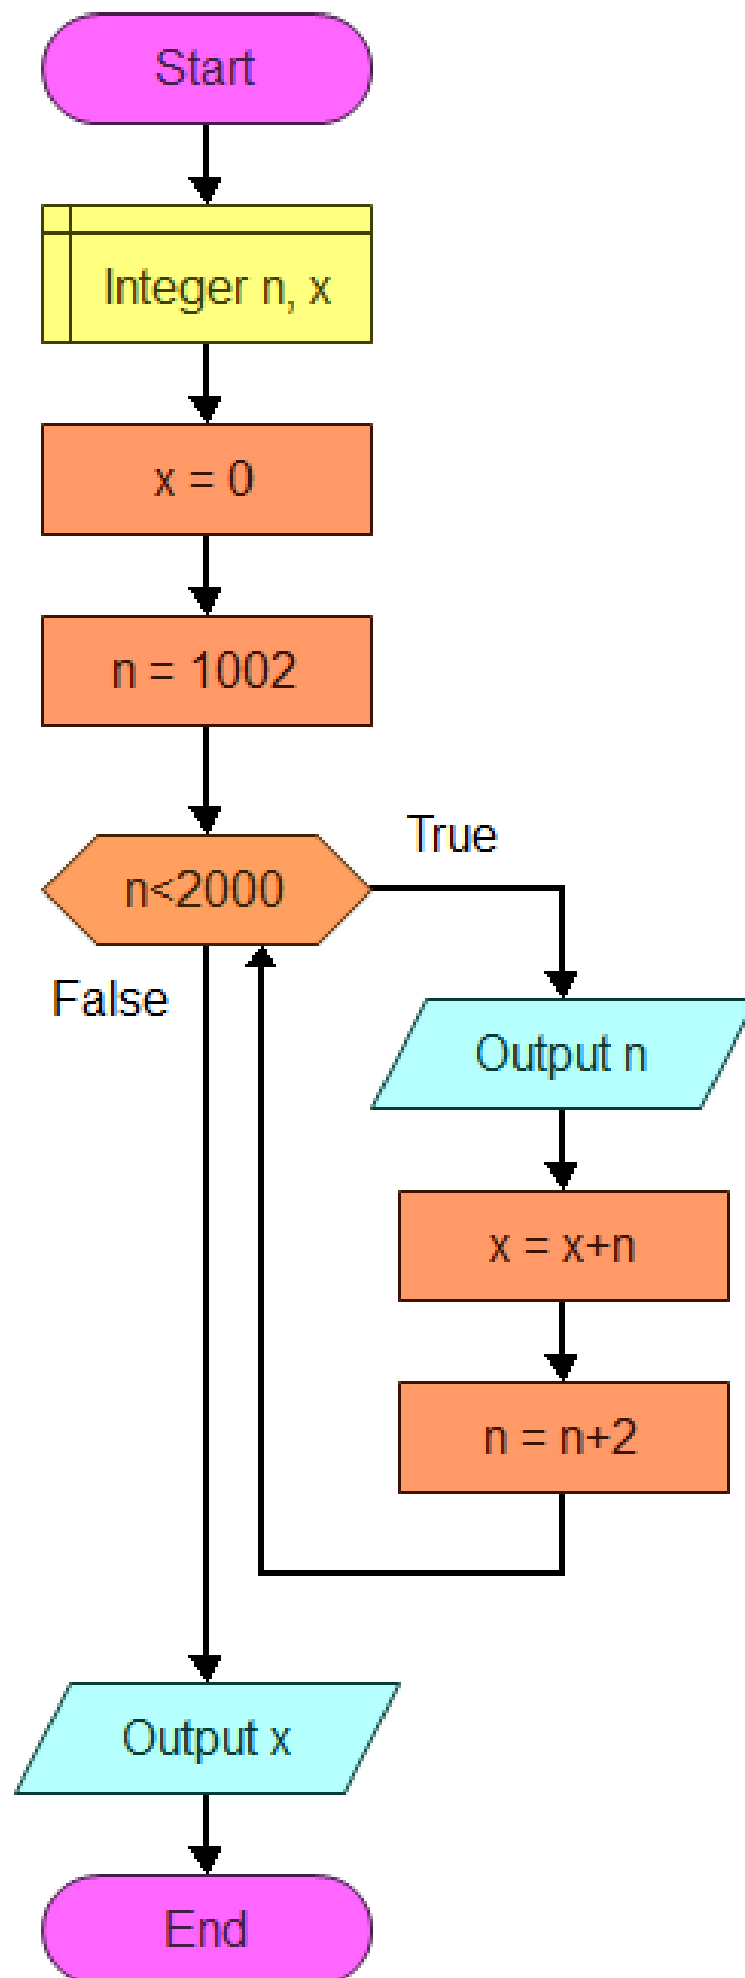 Start
Integer n, x
x = 0
n = 1002
n<2000
True
False
Output n
x = x+n
n = n+2
Output x
End